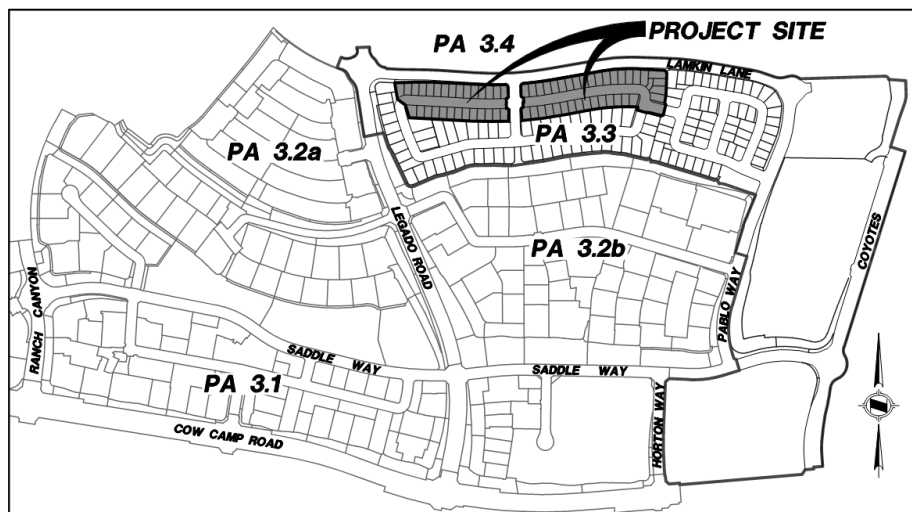 PROJECT SITE
PA 3.4
LAMKIN LANE
PA 3.3
PA 3.2a
LEGADO ROAD
PA 3.2b
COYOTES
RANCH CANYON
PABLO WAY
SADDLE WAY
SADDLE WAY
PA 3.1
HORTON WAY
COW CAMP ROAD